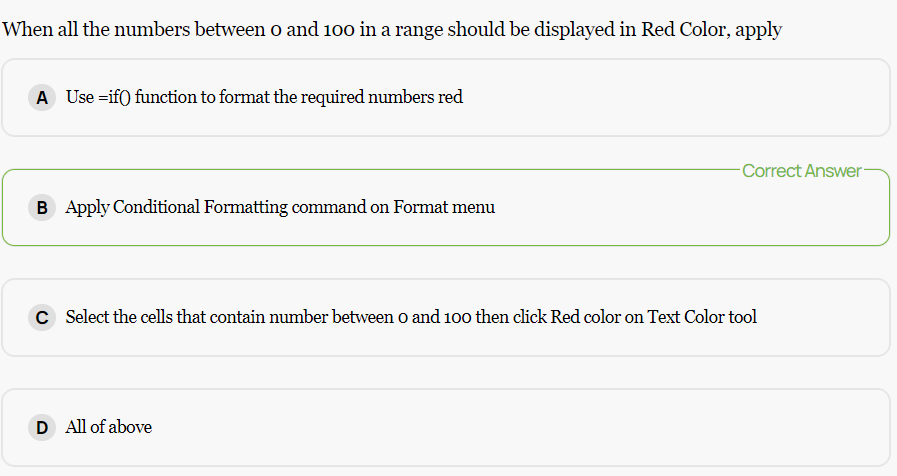 When all the numbers between 0 and 100 in a range should be displayed in Red Color, apply
A Use =if() function to format the required numbers red
Correct Answer
B Apply Conditional Formatting command on Format menu
C Select the cells that contain number between 0 and 100 then click Red color on Text Color tool
D All of above